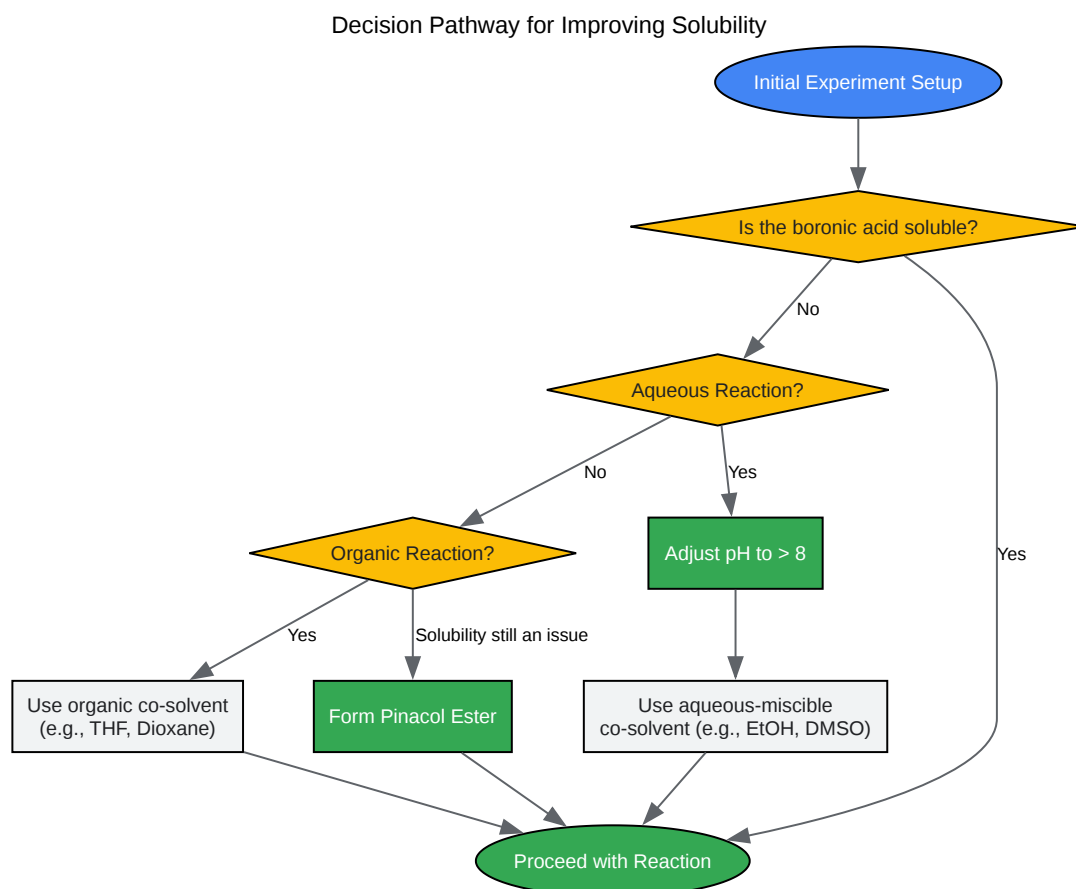 Decision Pathway for Improving Solubility
Initial Experiment Setup
Is the boronic acid soluble?
No
Aqueous Reaction?
No
Yes
Yes
Organic Reaction?
Adjust pH to > 8
Yes
Solubility still an issue
Use organic co-solvent
(e.g., THF, Dioxane)
Form Pinacol Ester
Use aqueous-miscible
co-solvent (e.g., EtOH, DMSO)
Proceed with Reaction